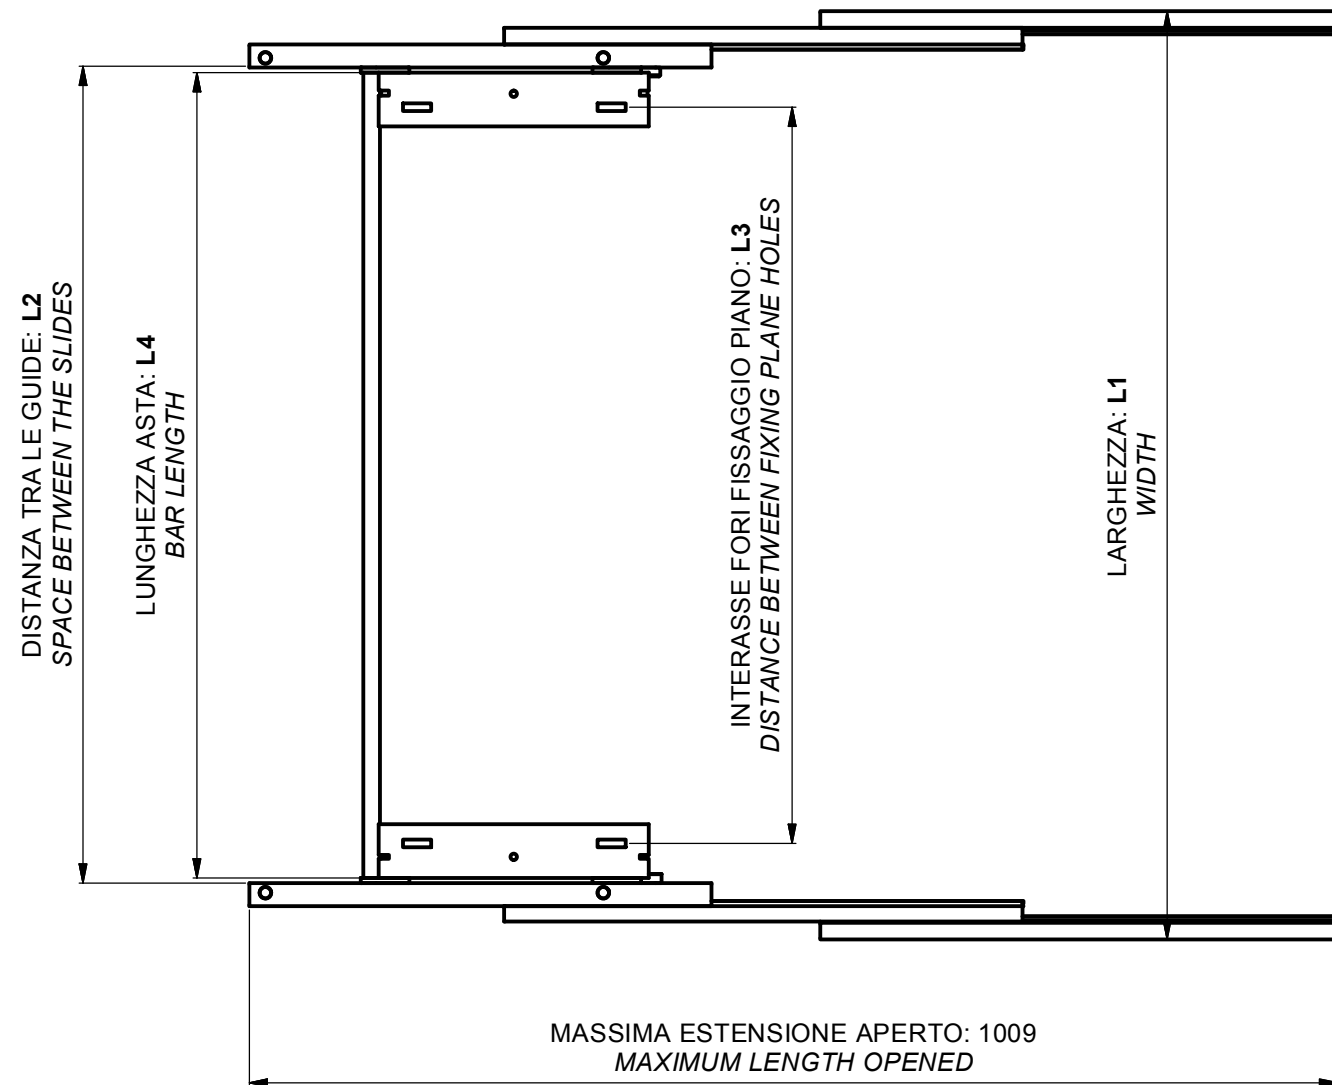 DISTANZA TRA LE GUIDE: L2
SPACE BETWEEN THE SLIDES
LUNGHEZZA ASTA: L4
BAR LENGTH
INTERASSE FORI FISSAGGIO PIANO: L3
DISTANCE BETWEEN FIXING PLANE HOLES
LARGHEZZA: L1
WIDTH
MASSIMA ESTENSIONE APERTO: 1009
MAXIMUM LENGTH OPENED